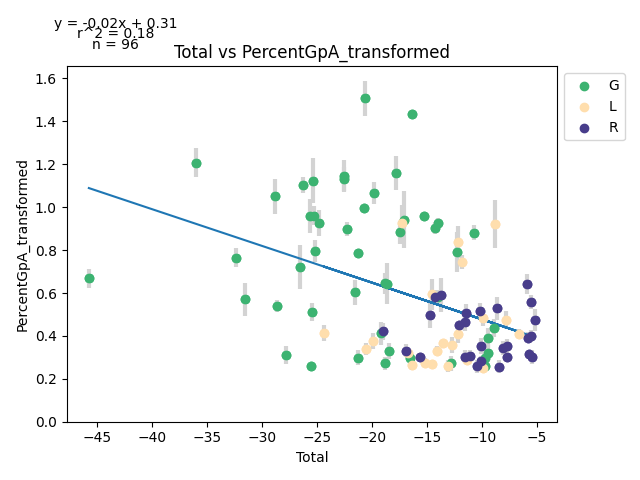 y = -0.02x + 0.31
r^2 = 0.18
n = 96
Total vs PercentGpA_transformed
1.6
1.4
1.2
1.0
0.8
0.6
0.4
0.2
0.0
PercentGpA_transformed
−45
−40
−35
−30
−25
−20
−15
−10
−5
Total
G
L
R